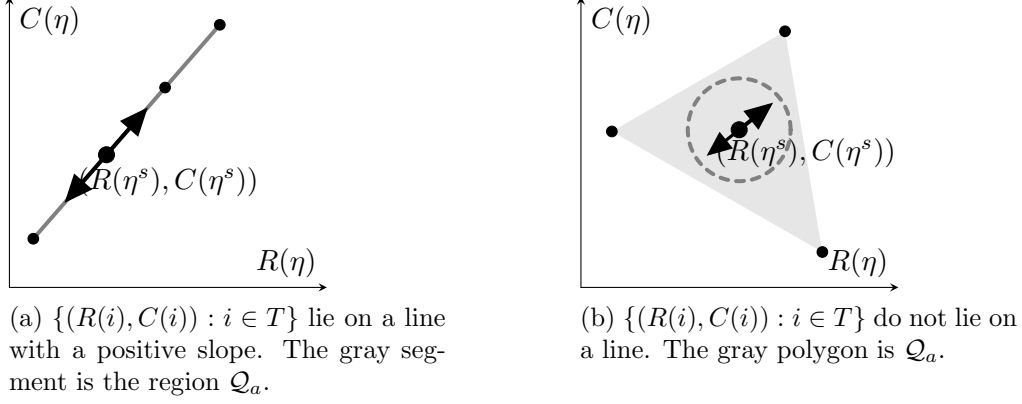 C(η)
(R(η^s), C(η^s))
R(η)
(a) {(R(i), C(i)) : i ∈ T} lie on a line
with a positive slope. The gray seg-
ment is the region 𝒬_a.
C(η)
(R(η^s), C(η^s))
R(η)
(b) {(R(i), C(i)) : i ∈ T} do not lie on
a line. The gray polygon is 𝒬_a.